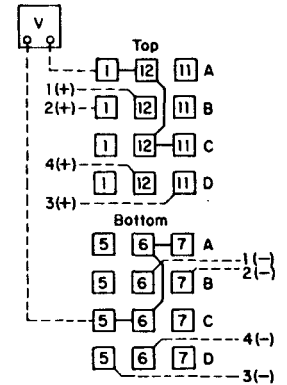 V
Top
1 12 11 A
1(+)
2(+) 1 12 11 B
1 12 11 C
4(+)
1 12 11 D
3(+)
Bottom
5 6 7 A
1(-)
5 6 7 B
2(-)
5 6 7 C
4(-)
5 6 7 D
3(-)